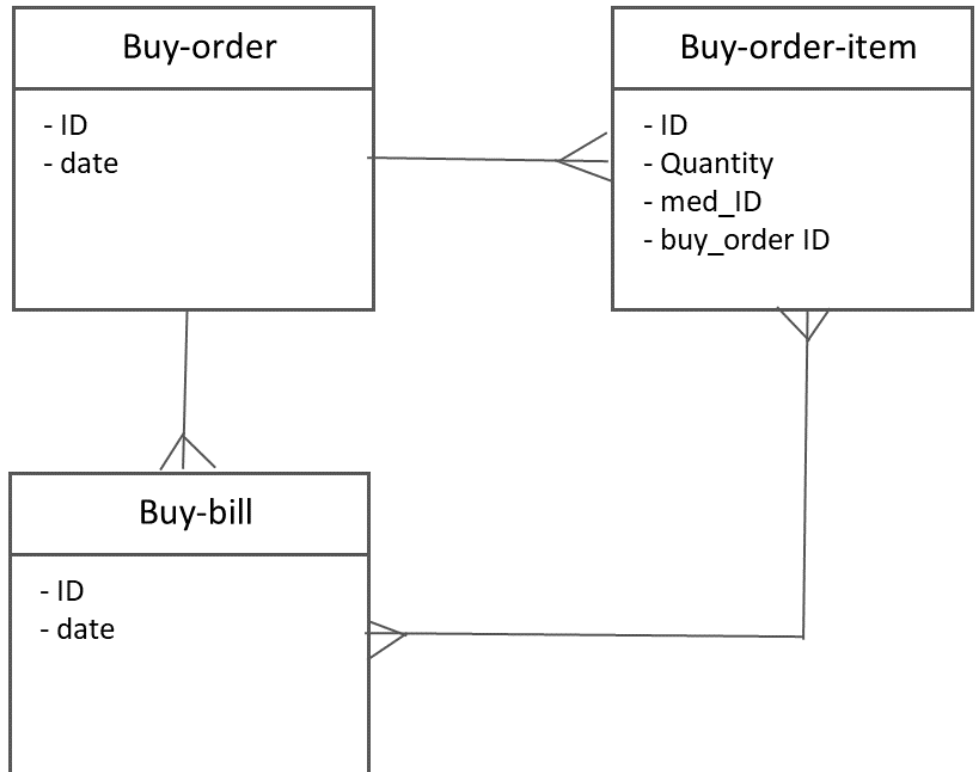 Buy-order
- ID
- date
Buy-order-item
- ID
- Quantity
- med_ID
- buy_order ID
Buy-bill
- ID
- date